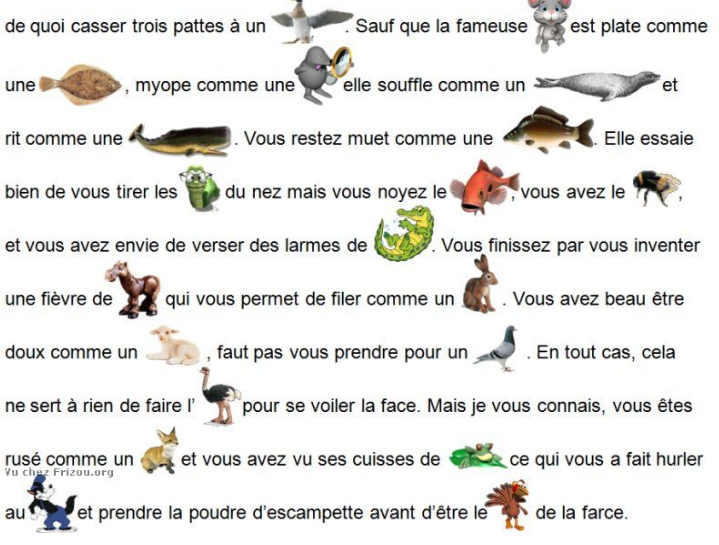 de quoi casser trois pattes à un . Sauf que la fameuse est plate comme
une , myope comme une elle souffle comme un et
rit comme une . Vous restez muet comme une . Elle essaie
bien de vous tirer les du nez mais vous noyez le , vous avez le ,
et vous avez envie de verser des larmes de . Vous finissez par vous inventer
une fièvre de qui vous permet de filer comme un . Vous avez beau être
doux comme un , faut pas vous prendre pour un . En tout cas, cela
ne sert à rien de faire l' pour se voiler la face. Mais je vous connais, vous êtes
rusé comme un et vous avez vu ses cuisses de ce qui vous a fait hurler
Vu chez Frizou.org
au et prendre la poudre d'escampette avant d'être le de la farce.